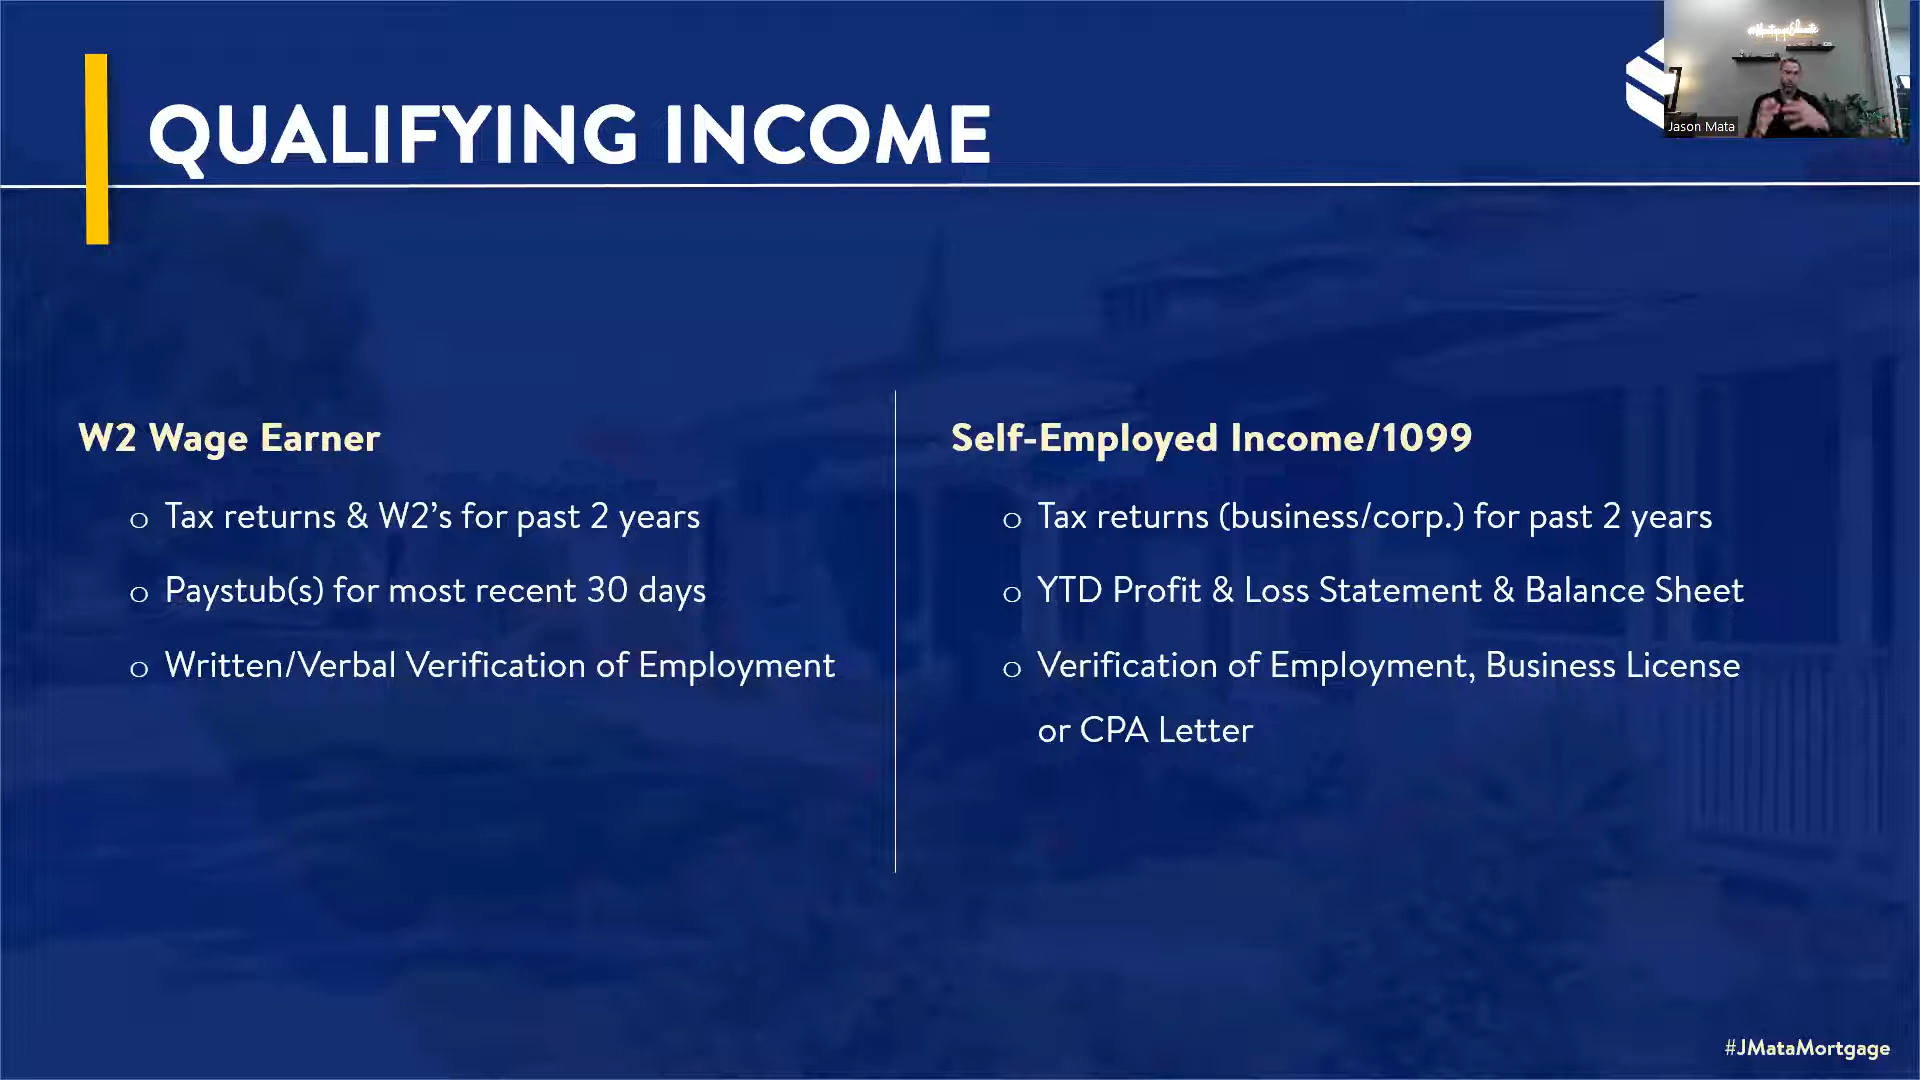 QUALIFYING INCOME
Jason Mata
W2 Wage Earner
o Tax returns & W2’s for past 2 years
o Paystub(s) for most recent 30 days
o Written/Verbal Verification of Employment
Self-Employed Income/1099
o Tax returns (business/corp.) for past 2 years
o YTD Profit & Loss Statement & Balance Sheet
o Verification of Employment, Business License
or CPA Letter
#JMataMortgage